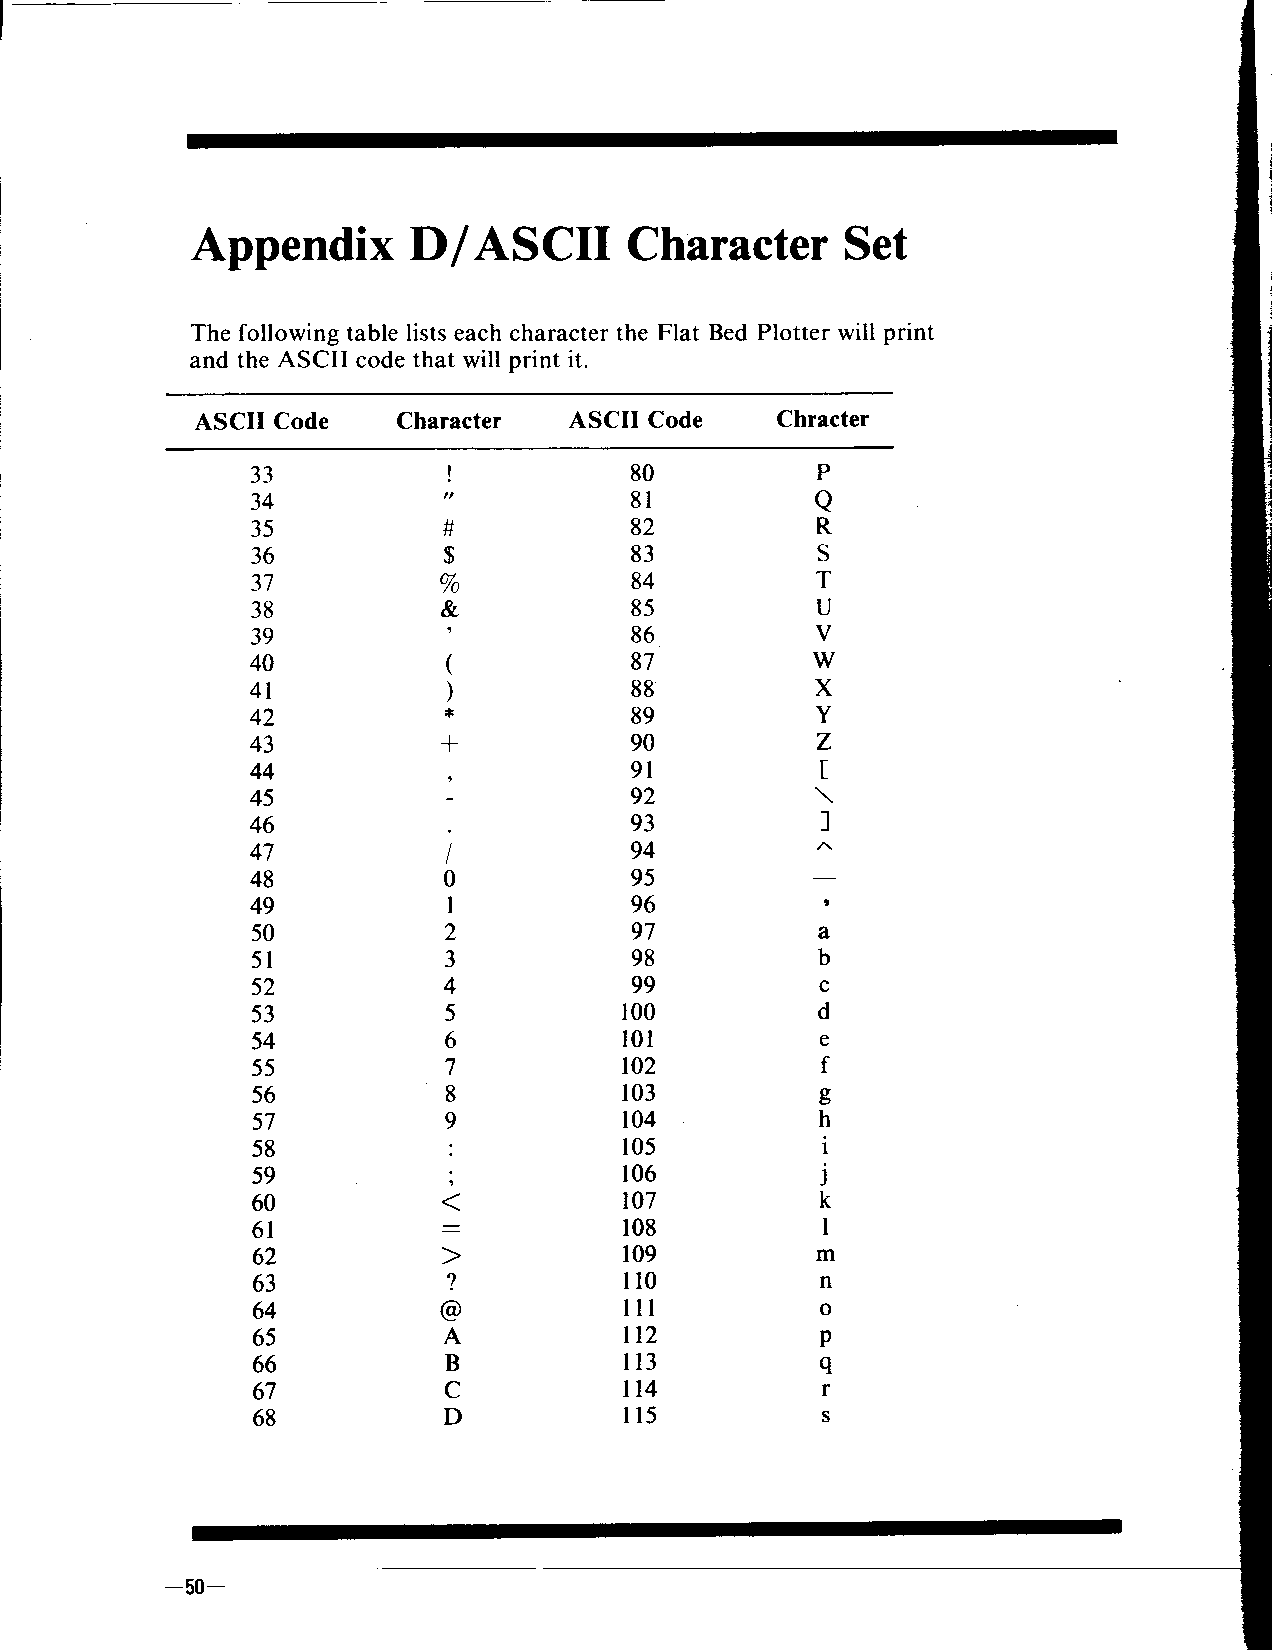 Appendix D/ASCII Character Set
The following table lists each character the Flat Bed Plotter will print
and the ASCII code that will print it.
ASCII Code Character ASCII Code Chracter
33 ! 80 P
34 " 81 Q
35 # 82 R
36 $ 83 S
37 % 84 T
38 & 85 U
39 ' 86 V
40 ( 87 W
41 ) 88 X
42 * 89 Y
43 + 90 Z
44 , 91 [
45 - 92 \
46 . 93 ]
47 / 94 ^
48 0 95 —
49 1 96 ,
50 2 97 a
51 3 98 b
52 4 99 c
53 5 100 d
54 6 101 e
55 7 102 f
56 8 103 g
57 9 104 h
58 : 105 i
59 ; 106 j
60 < 107 k
61 = 108 l
62 > 109 m
63 ? 110 n
64 @ 111 o
65 A 112 p
66 B 113 q
67 C 114 r
68 D 115 s
—50—